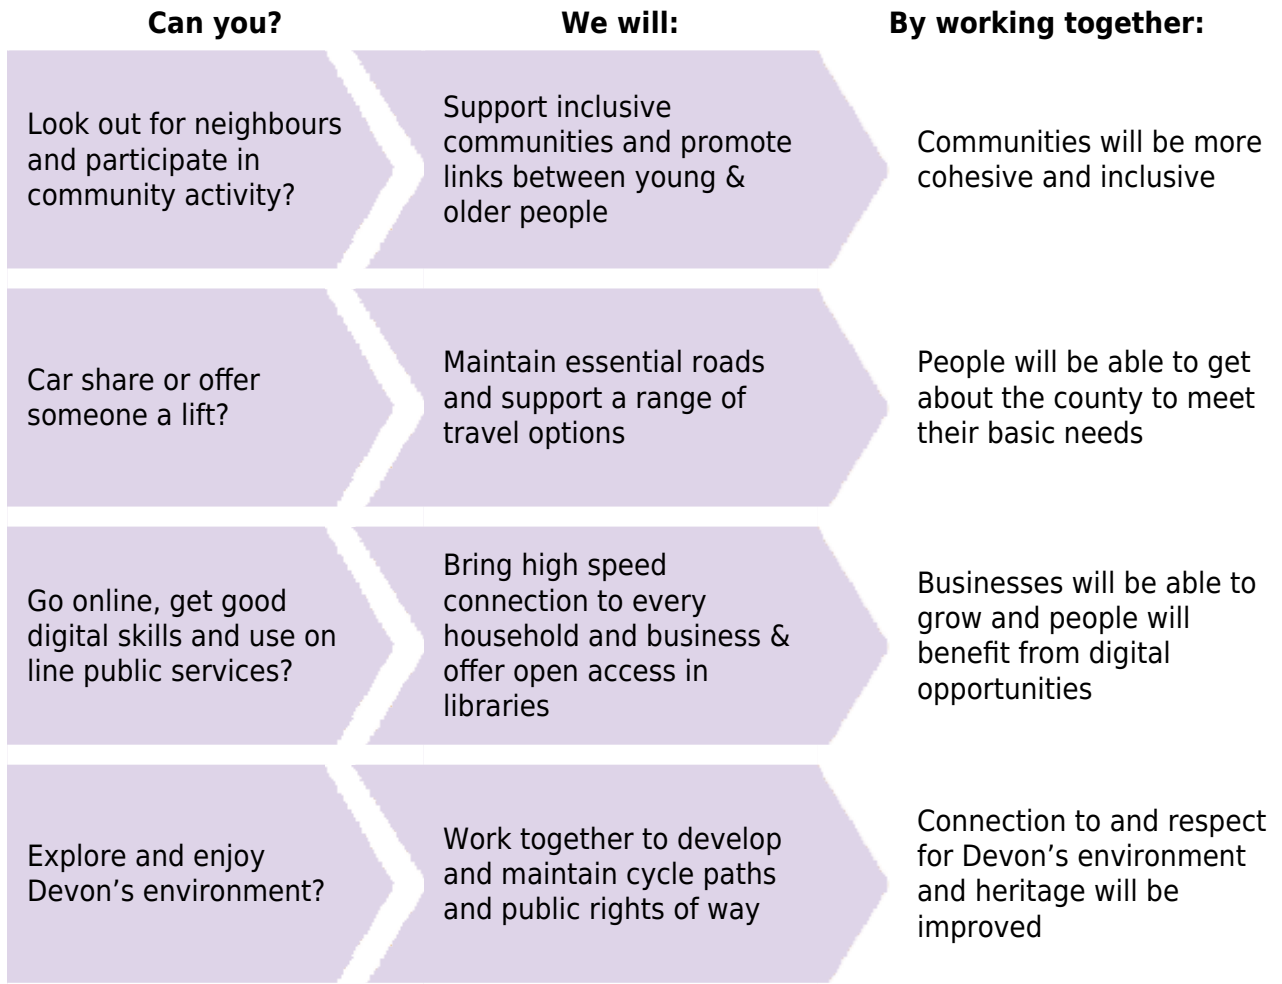 Can you?
We will:
By working together:
Look out for neighbours
and participate in
community activity?
Support inclusive
communities and promote
links between young &
older people
Communities will be more
cohesive and inclusive
Car share or offer
someone a lift?
Maintain essential roads
and support a range of
travel options
People will be able to get
about the county to meet
their basic needs
Go online, get good
digital skills and use on
line public services?
Bring high speed
connection to every
household and business &
offer open access in
libraries
Businesses will be able to
grow and people will
benefit from digital
opportunities
Explore and enjoy
Devon’s environment?
Work together to develop
and maintain cycle paths
and public rights of way
Connection to and respect
for Devon’s environment
and heritage will be
improved